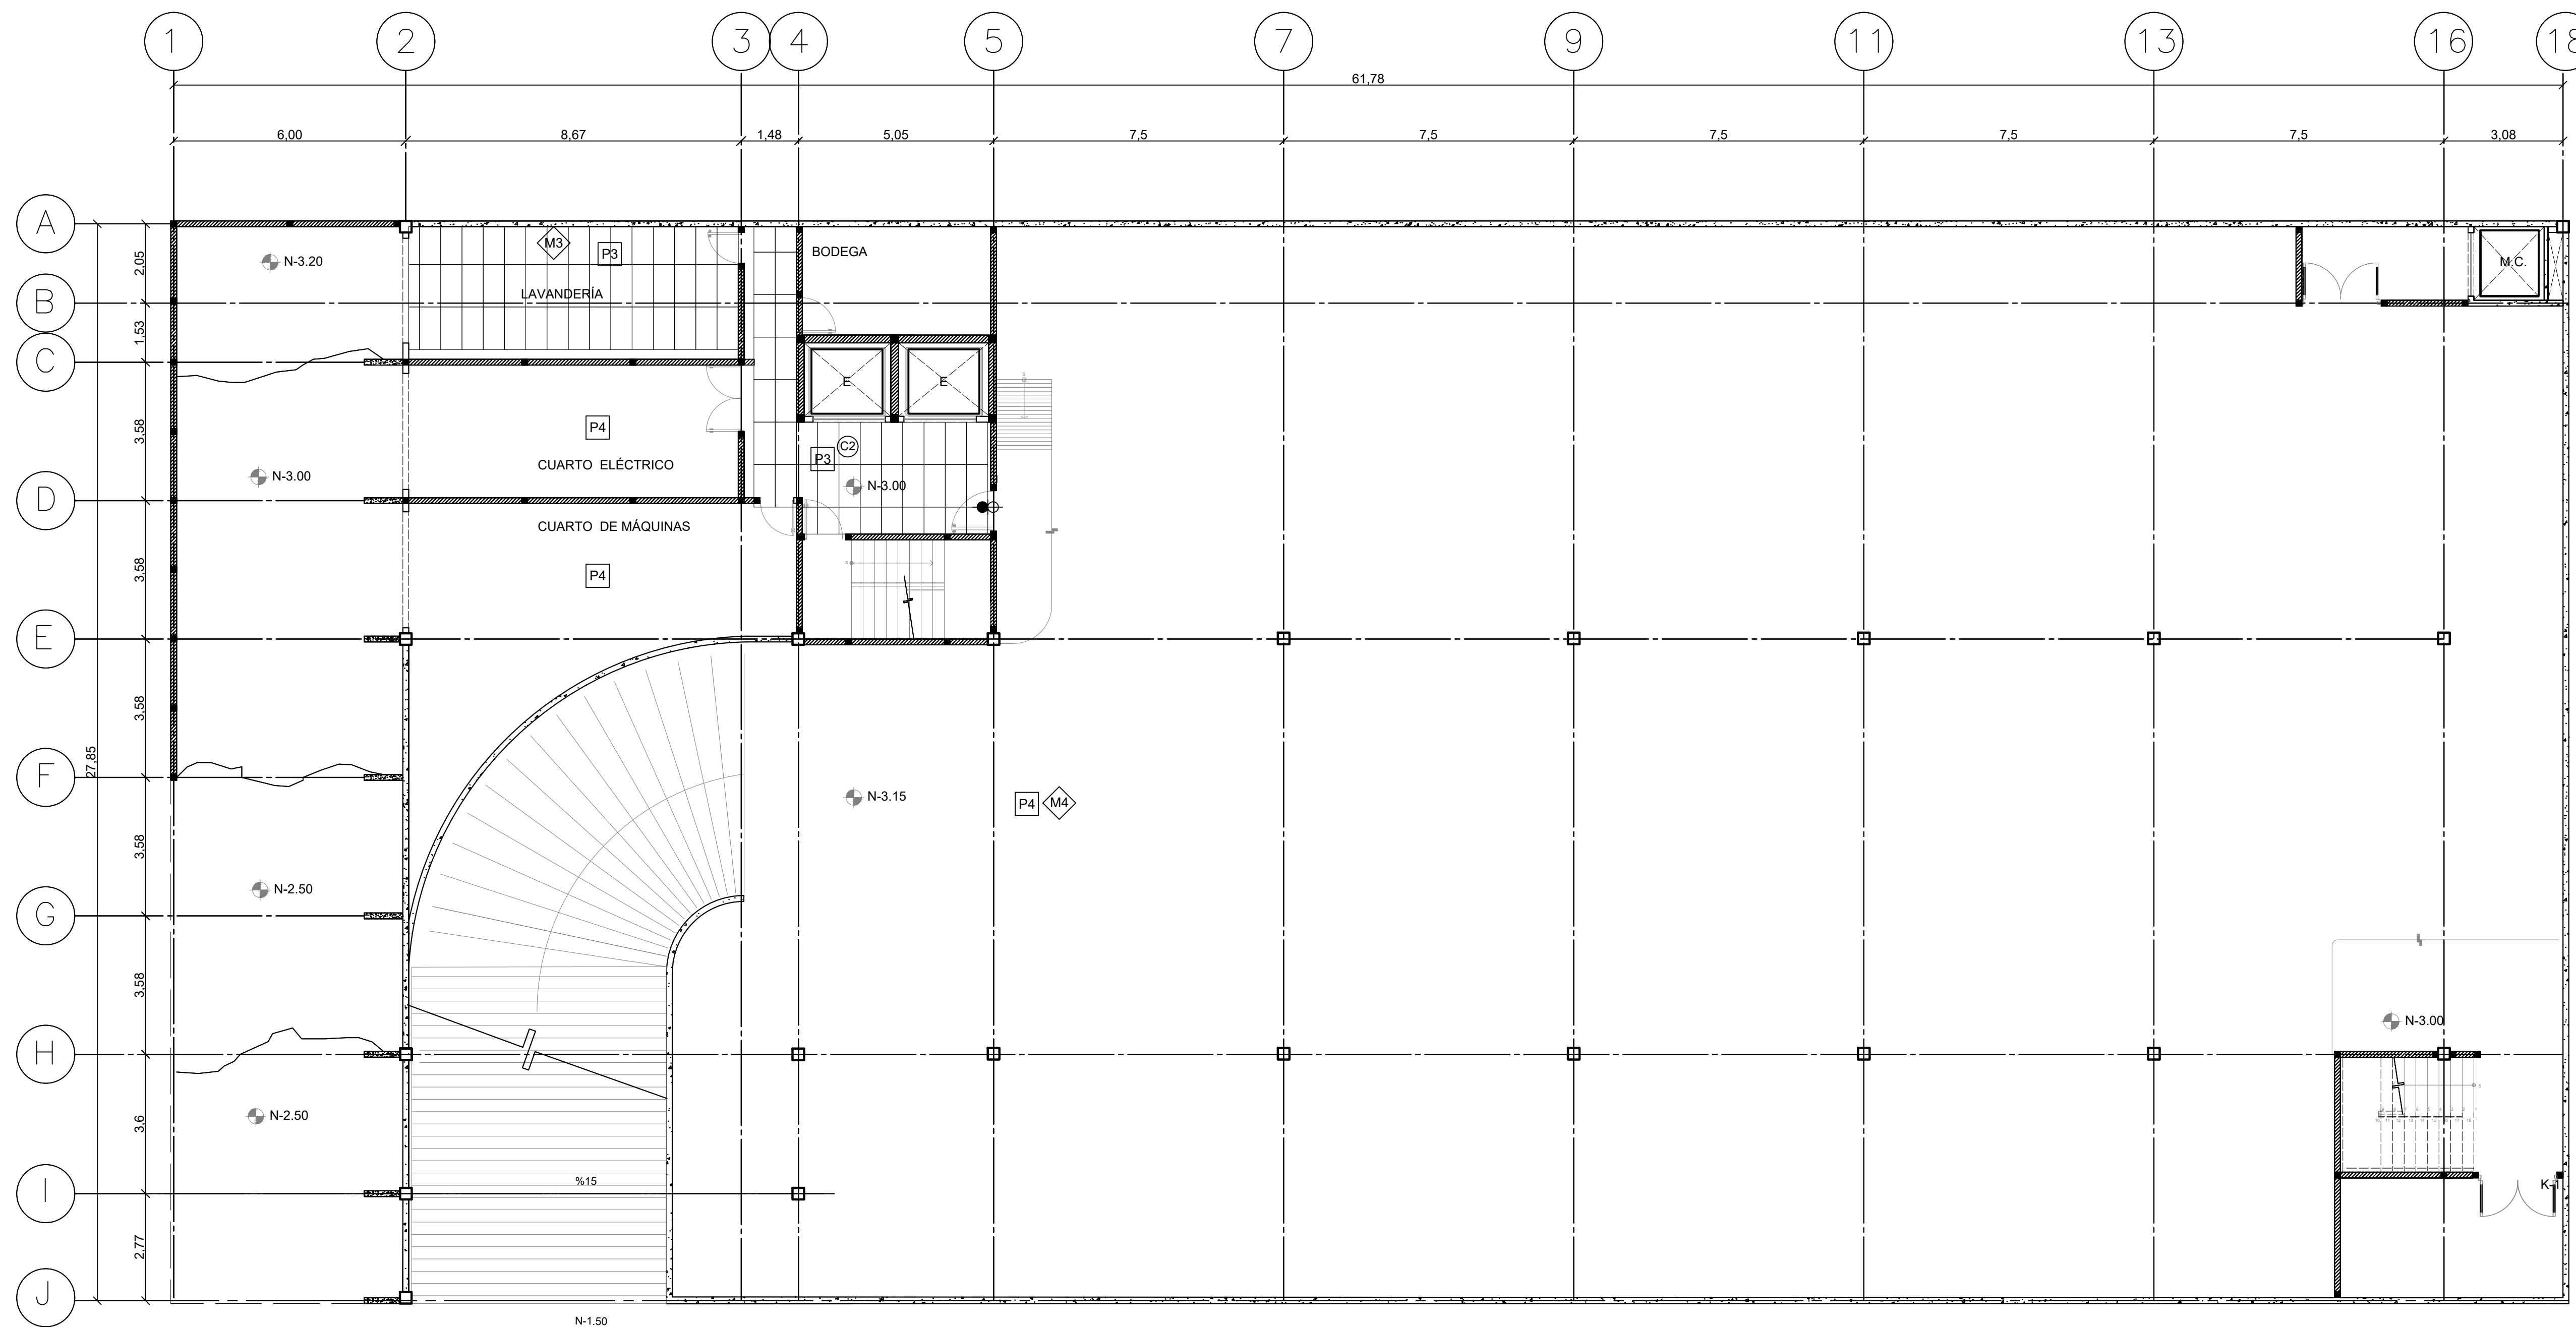 1 2 3 4 5 7 9 11 13 16 18
61,78
6,00 8,67 1,48 5,05 7,5 7,5 7,5 7,5 7,5 3,08
A
2,05
N-3.20
M3
P3
BODEGA
M.C.
LAVANDERÍA
B
1,53
C
E E
3,58
P4
C2
P3
CUARTO ELÉCTRICO
N-3.00
N-3.00
D
CUARTO DE MÁQUINAS
3,58
P4
E
3,58
27,85
F
N-3.15
P4 M4
3,58
N-2.50
G
3,58
N-3.00
H
3,6
N-2.50
%15
K-1
I
2,77
J
N-1.50